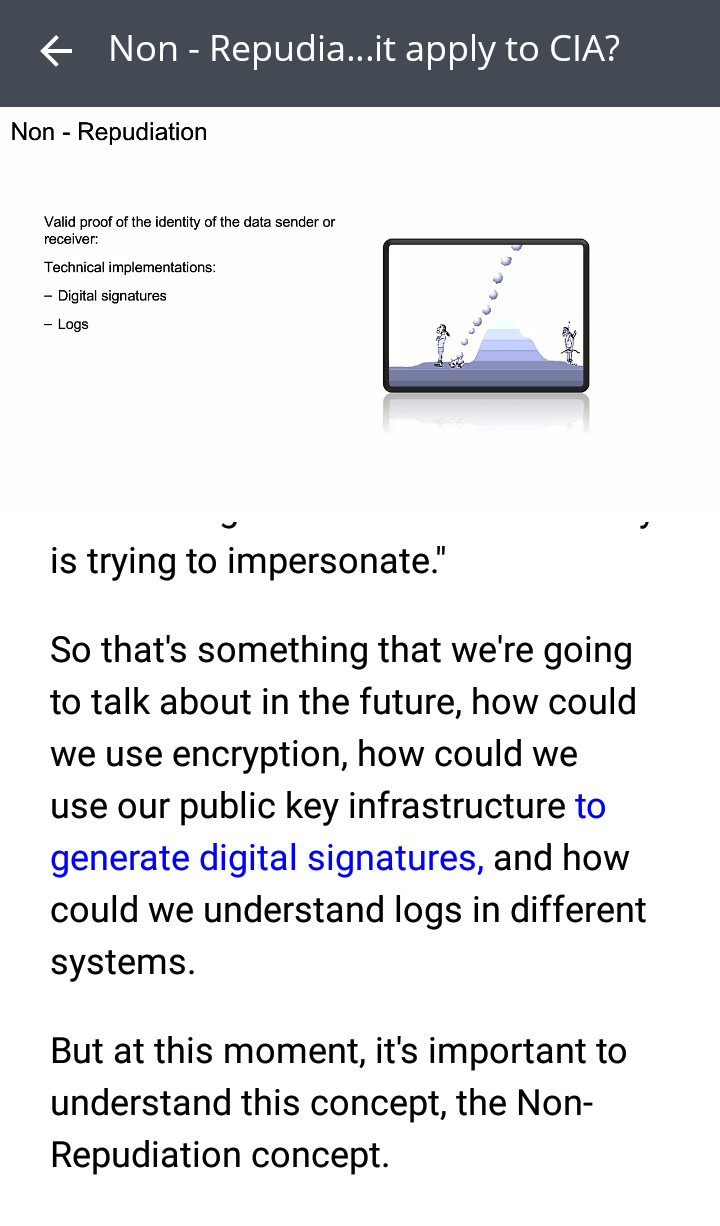 Non - Repudia...it apply to CIA?
Non - Repudiation
Valid proof of the identity of the data sender or
receiver:
Technical implementations:
– Digital signatures
– Logs
is trying to impersonate."
So that's something that we're going
to talk about in the future, how could
we use encryption, how could we
use our public key infrastructure to
generate digital signatures, and how
could we understand logs in different
systems.
But at this moment, it's important to
understand this concept, the Non-
Repudiation concept.